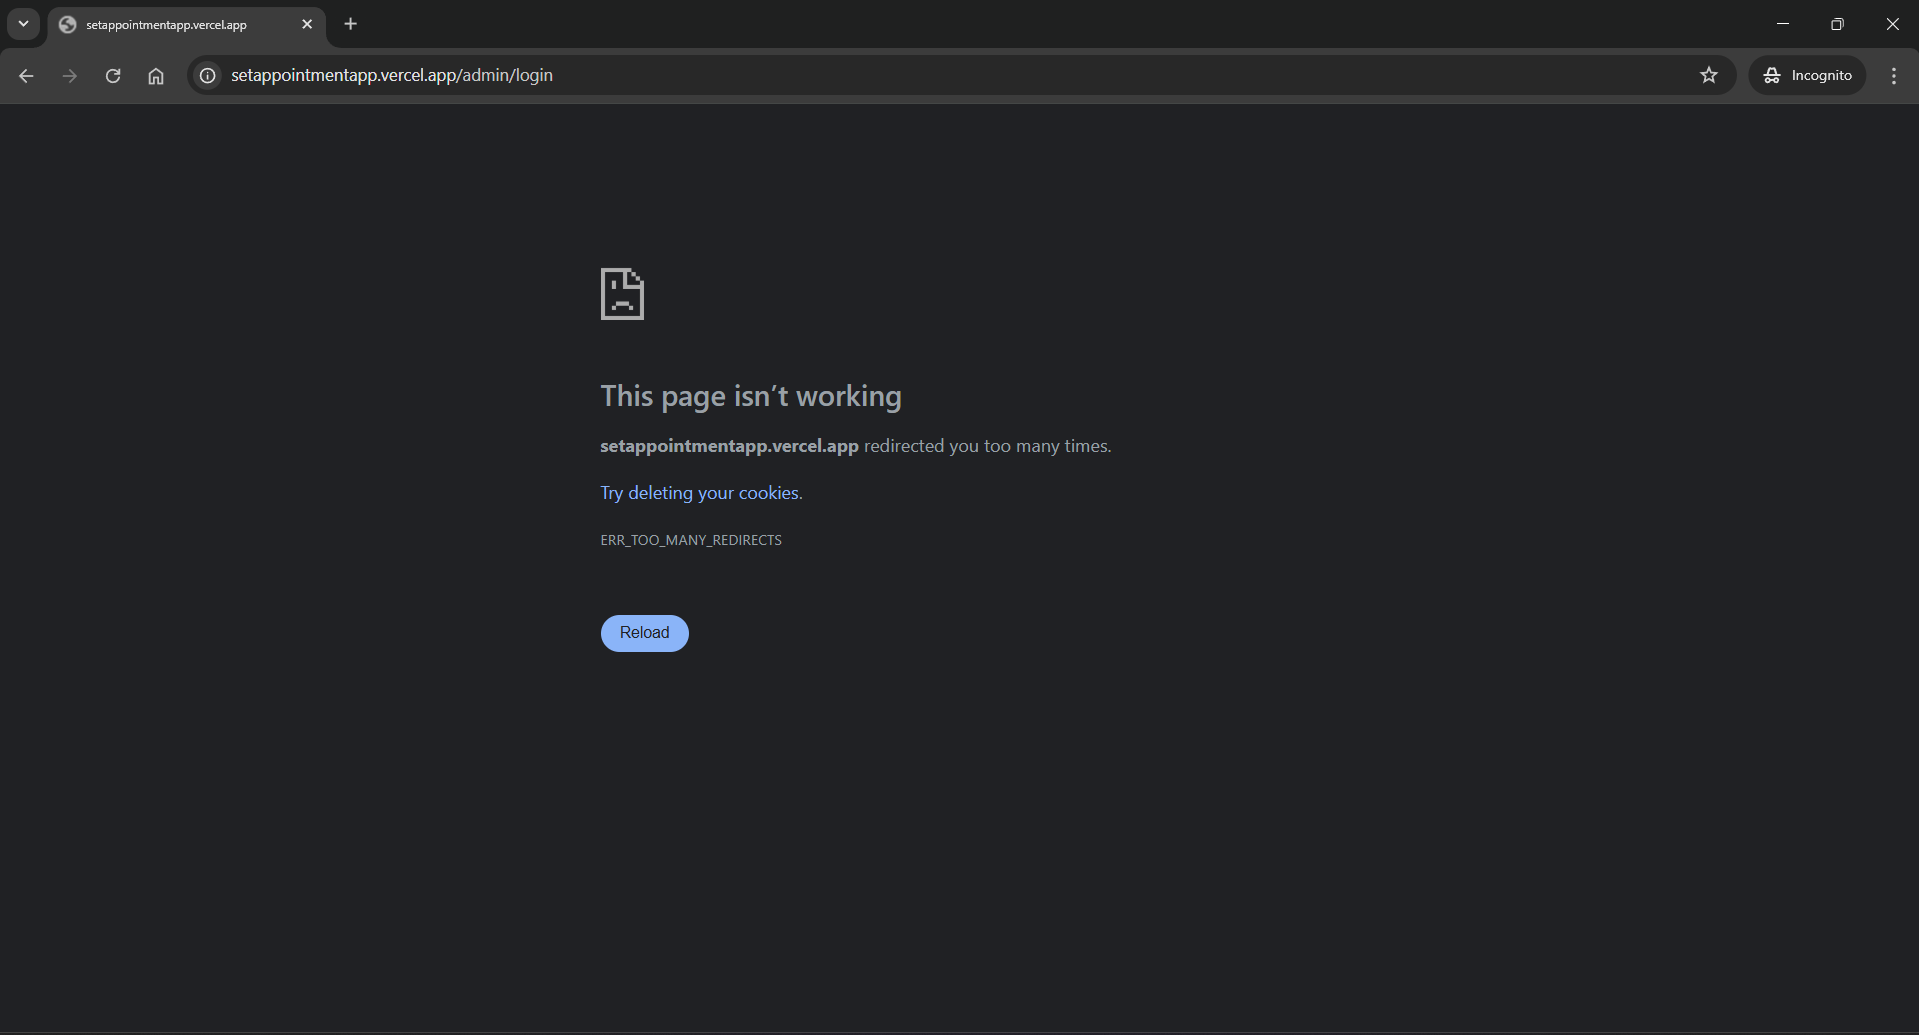 setappointmentapp.vercel.app
setappointmentapp.vercel.app/admin/login
Incognito
This page isn’t working
setappointmentapp.vercel.app redirected you too many times.
Try deleting your cookies.
ERR_TOO_MANY_REDIRECTS
Reload